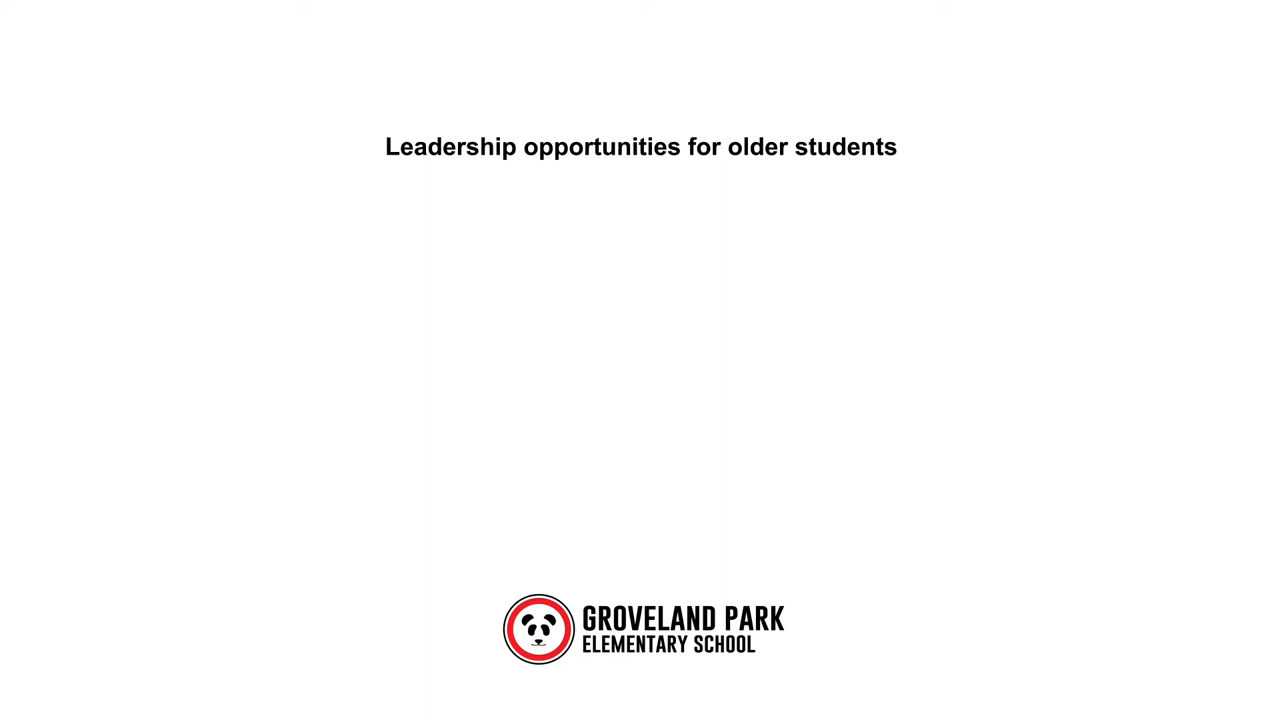 Leadership opportunities for older students
GROVELAND PARK
ELEMENTARY SCHOOL